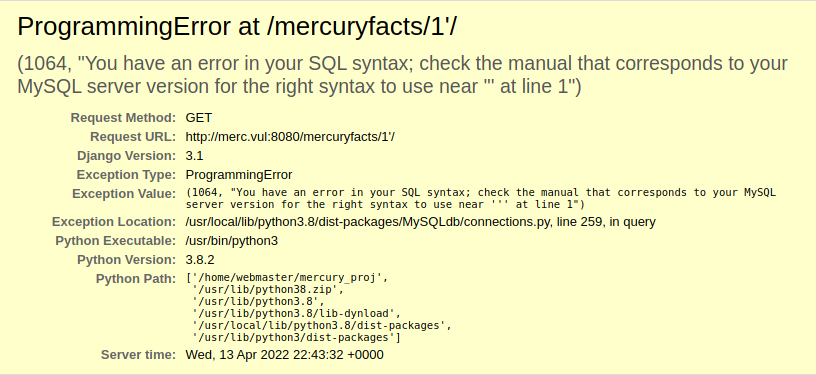 ProgrammingError at /mercuryfacts/1'/
(1064, "You have an error in your SQL syntax; check the manual that corresponds to your
MySQL server version for the right syntax to use near ''' at line 1")
Request Method: GET
Request URL: http://merc.vul:8080/mercuryfacts/1'/
Django Version: 3.1
Exception Type: ProgrammingError
Exception Value: (1064, "You have an error in your SQL syntax; check the manual that corresponds to your MySQL
server version for the right syntax to use near ''' at line 1")
Exception Location: /usr/local/lib/python3.8/dist-packages/MySQLdb/connections.py, line 259, in query
Python Executable: /usr/bin/python3
Python Version: 3.8.2
Python Path: ['/home/webmaster/mercury_proj',
'/usr/lib/python38.zip',
'/usr/lib/python3.8',
'/usr/lib/python3.8/lib-dynload',
'/usr/local/lib/python3.8/dist-packages',
'/usr/lib/python3/dist-packages']
Server time: Wed, 13 Apr 2022 22:43:32 +0000